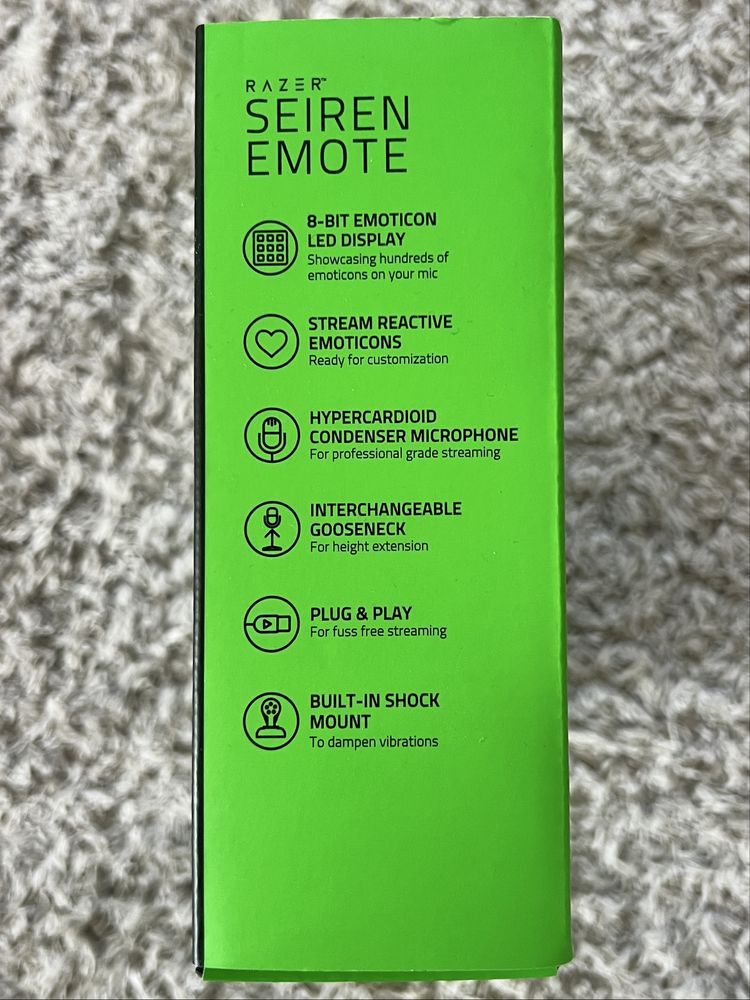 RAZER™
SEIREN
EMOTE
8-BIT EMOTICON
LED DISPLAY
Showcasing hundreds of
emoticons on your mic
STREAM REACTIVE
EMOTICONS
Ready for customization
HYPERCARDIOID
CONDENSER MICROPHONE
For professional grade streaming
INTERCHANGEABLE
GOOSENECK
For height extension
PLUG & PLAY
For fuss free streaming
BUILT-IN SHOCK
MOUNT
To dampen vibrations